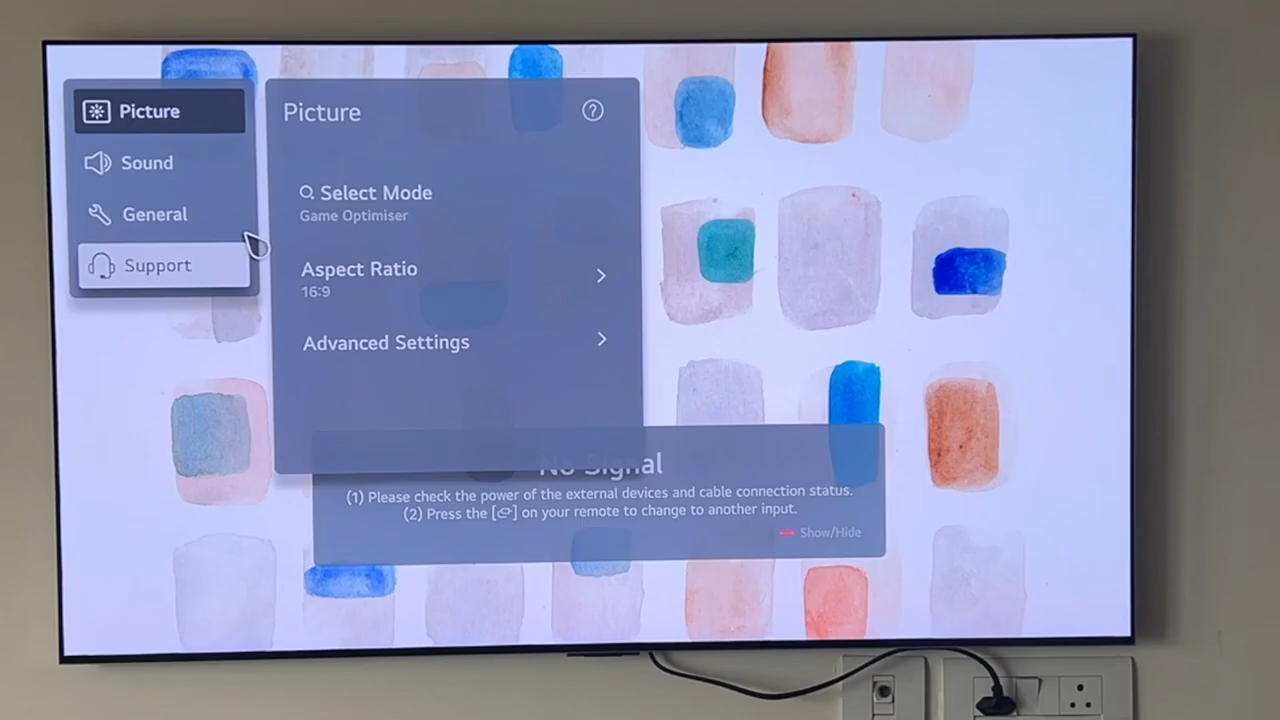 Picture
Sound
General
Support
Picture
Select Mode
Game Optimiser
Aspect Ratio
16:9
Advanced Settings
No Signal
(1) Please check the power of the external devices and cable connection status.
(2) Press the [⮂] on your remote to change to another input.
Show/Hide